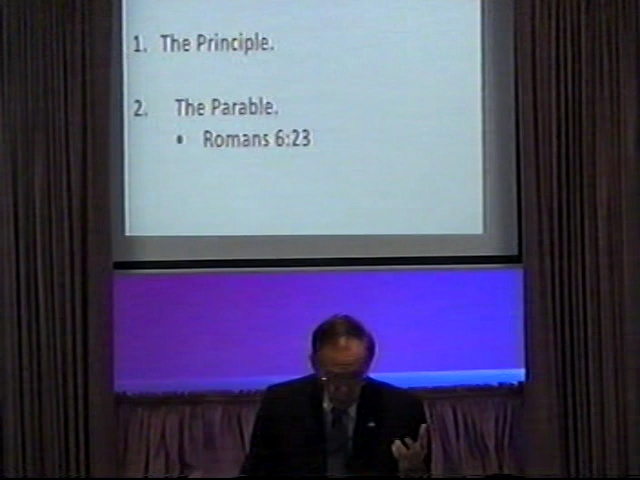 1. The Principle.
2. The Parable.
• Romans 6:23